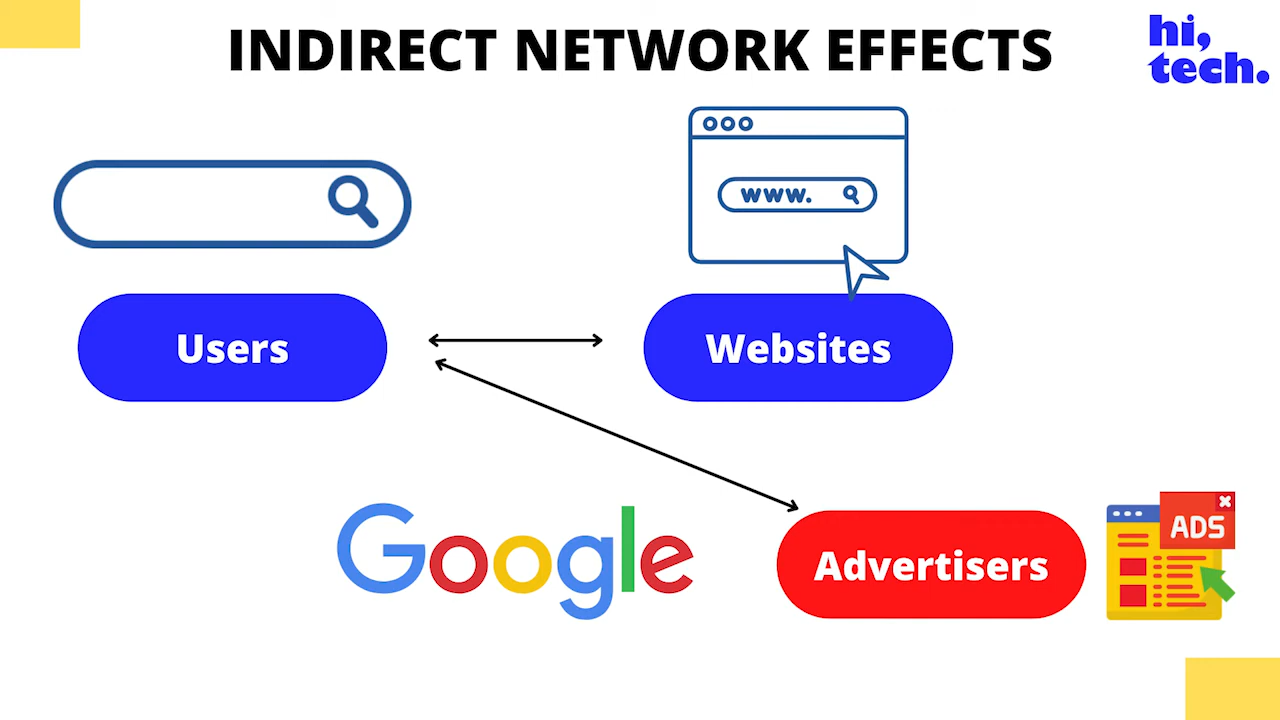 INDIRECT NETWORK EFFECTS
hi,
tech.
www.
Users
Websites
Google
Advertisers
ADS